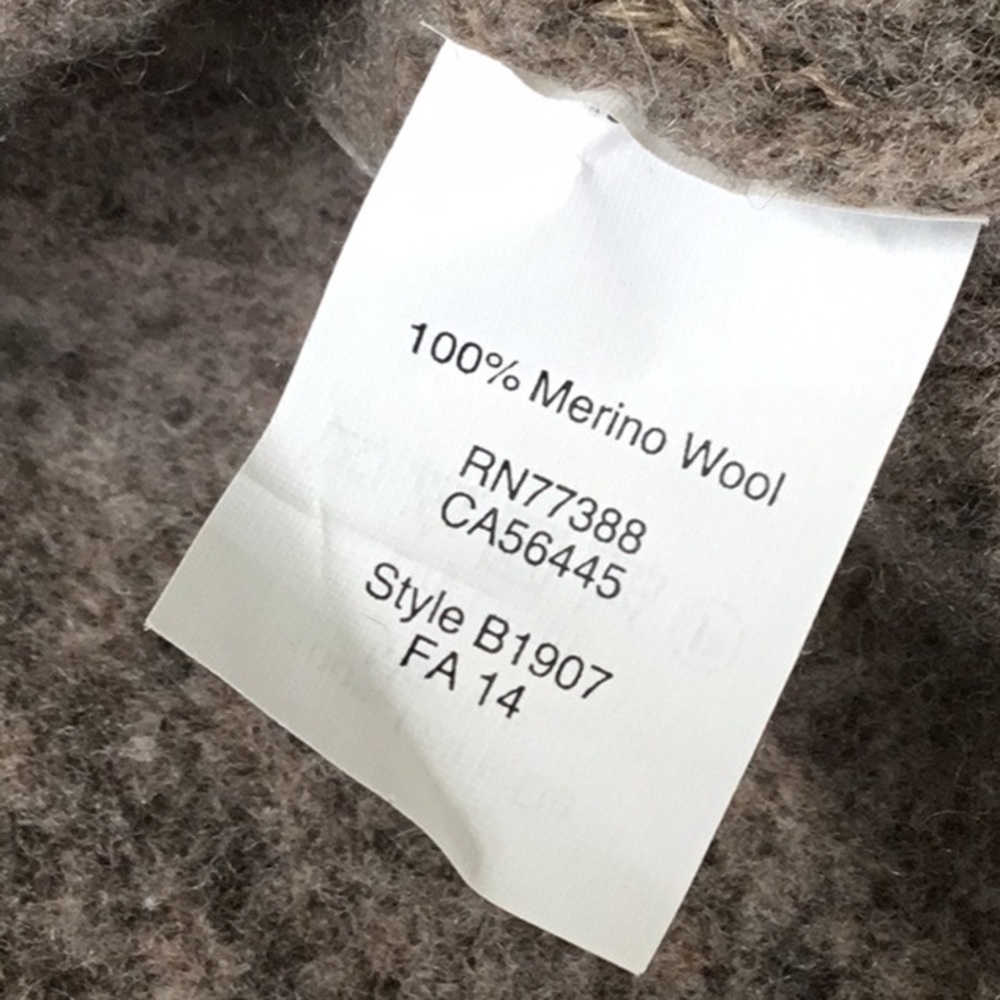 100% Merino Wool
RN77388
CA56445
Style B1907
FA 14